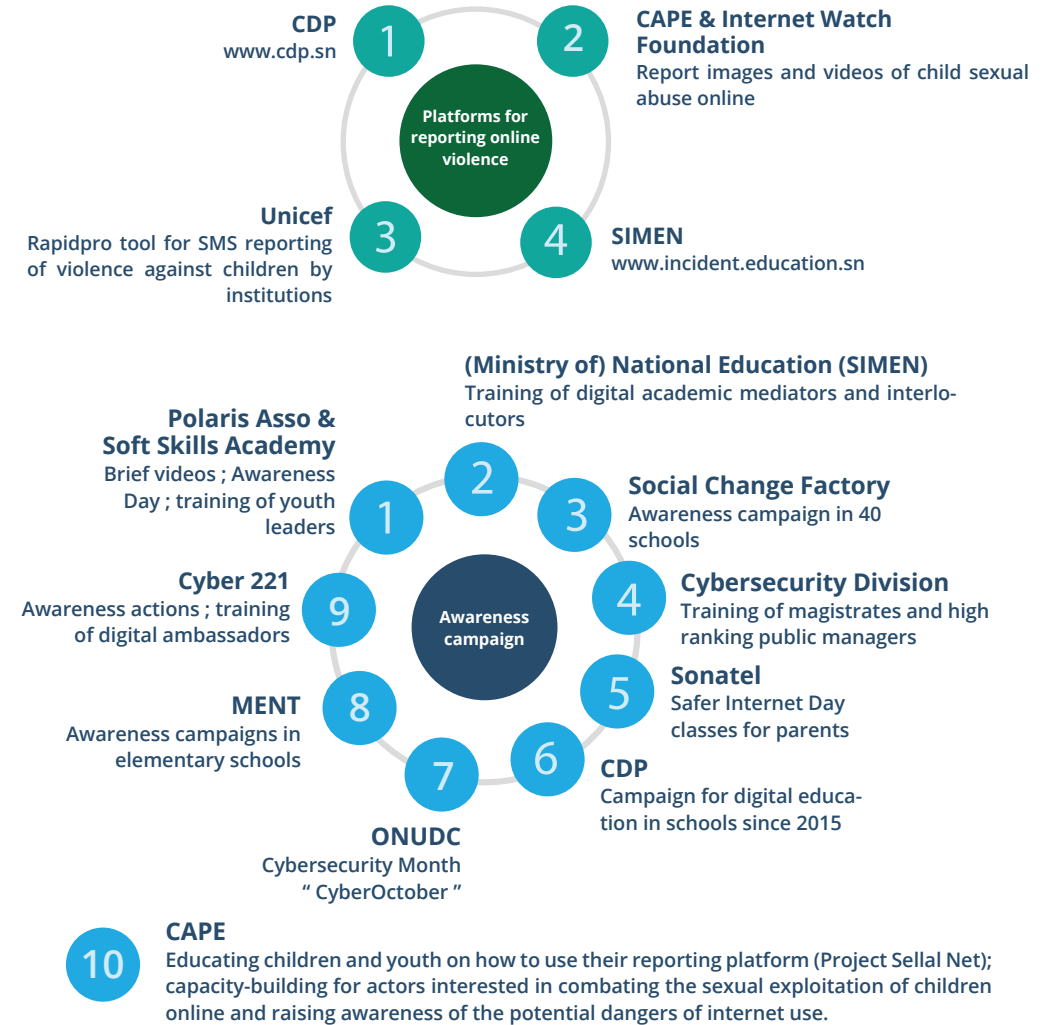 CDP
www.cdp.sn
1
2
CAPE & Internet Watch
Foundation
Report images and videos of child sexual
abuse online
Platforms for
reporting online
violence
Unicef
Rapidpro tool for SMS reporting
of violence against children by
institutions
3
4
SIMEN
www.incident.education.sn
(Ministry of) National Education (SIMEN)
Training of digital academic mediators and interlo-
cutors
Polaris Asso &
Soft Skills Academy
Brief videos ; Awareness
Day ; training of youth
leaders
1
2
3
Social Change Factory
Awareness campaign in 40
schools
Cyber 221
Awareness actions ; training
of digital ambassadors
9
Awareness
campaign
4
Cybersecurity Division
Training of magistrates and high
ranking public managers
5
Sonatel
Safer Internet Day
classes for parents
MENT
Awareness campaigns in
elementary schools
8
7
6
CDP
Campaign for digital educa-
tion in schools since 2015
ONUDC
Cybersecurity Month
“ CyberOctober ”
10
CAPE
Educating children and youth on how to use their reporting platform (Project Sellal Net);
capacity-building for actors interested in combating the sexual exploitation of children
online and raising awareness of the potential dangers of internet use.